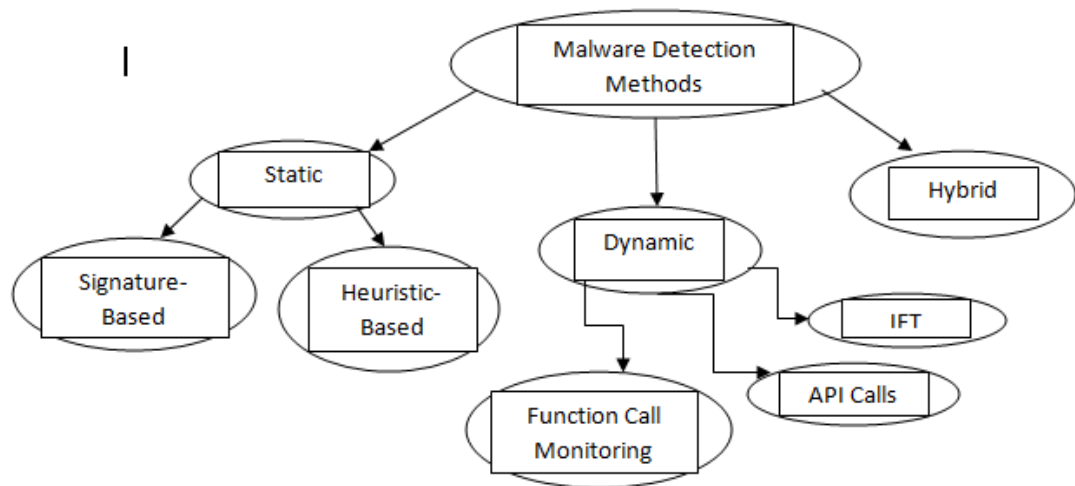 Malware Detection
Methods
Static
Hybrid
Dynamic
Signature-
Based
Heuristic-
Based
IFT
API Calls
Function Call
Monitoring